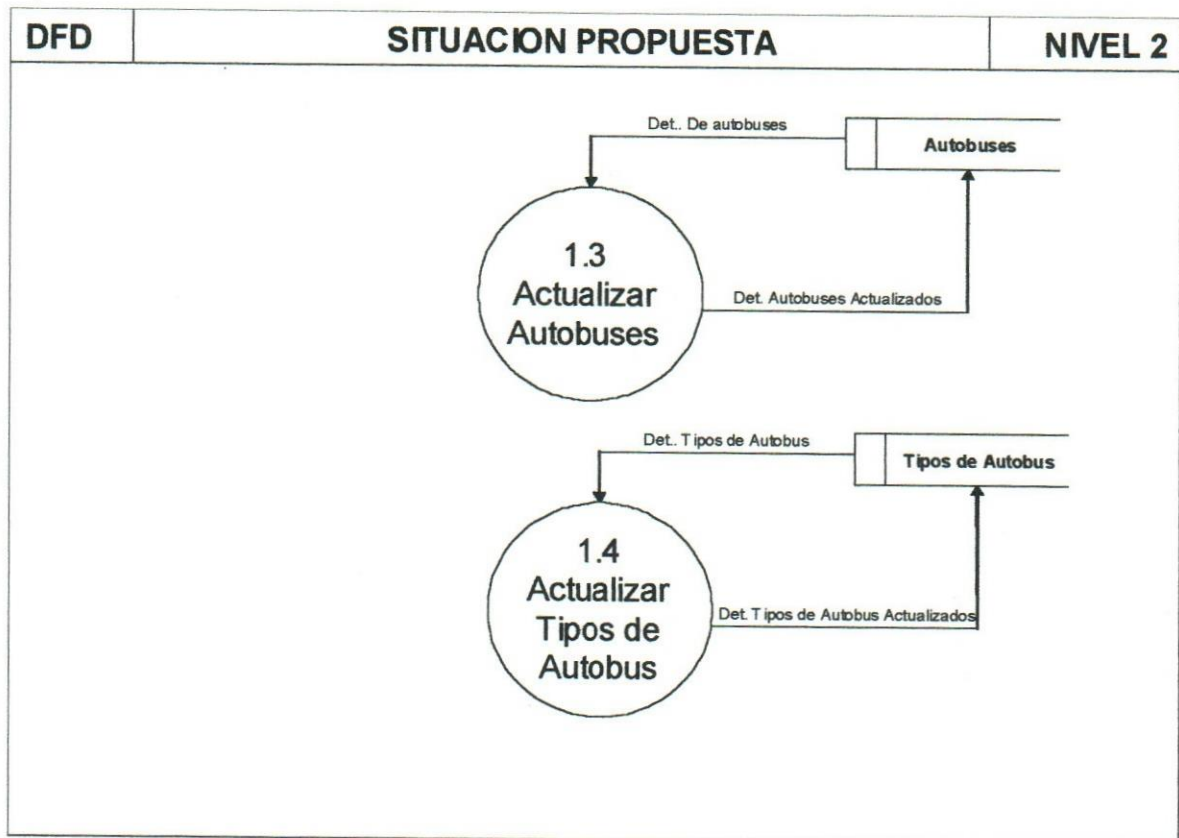 DFD
SITUACION PROPUESTA
NIVEL 2
Det.. De autobuses
Autobuses
1.3
Actualizar
Autobuses
Det. Autobuses Actualizados
Det.. Tipos de Autobus
Tipos de Autobus
1.4
Actualizar
Tipos de
Autobus
Det. Tipos de Autobus Actualizados